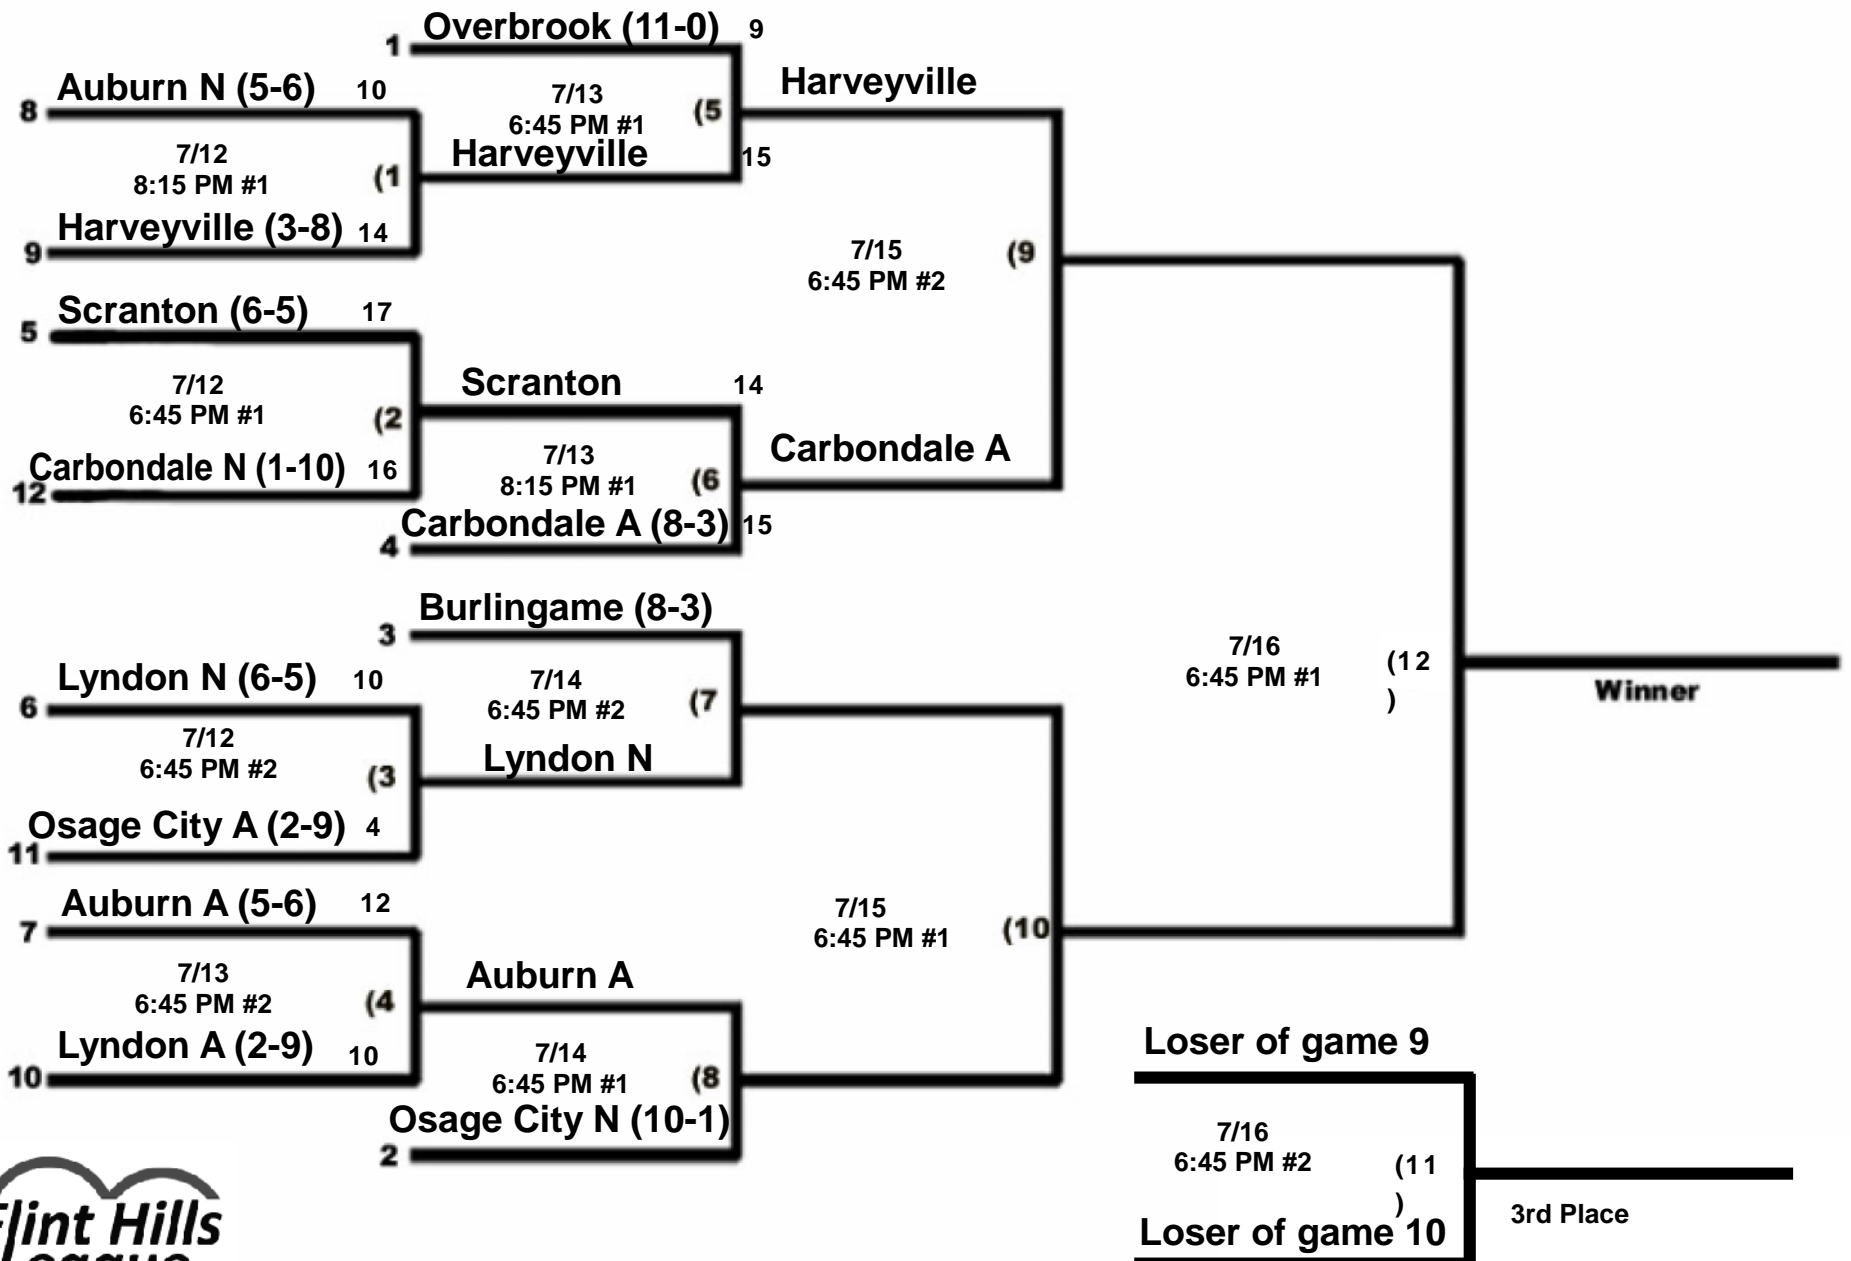 Overbrook (11-0) 9
1
Auburn N (5-6) 10
8
7/13
6:45 PM #1
(5
Harveyville
7/12
8:15 PM #1
(1
Harveyville
15
Harveyville (3-8) 14
9
7/15
6:45 PM #2
(9
Scranton (6-5) 17
5
7/12
6:45 PM #1
(2
Scranton 14
Carbondale N (1-10) 16
12
7/13
8:15 PM #1
(6
Carbondale A
Carbondale A (8-3) 15
4
Burlingame (8-3)
3
Lyndon N (6-5) 10
6
7/14
6:45 PM #2
(7
7/12
6:45 PM #2
(3
Lyndon N
Osage City A (2-9) 4
11
7/16
6:45 PM #1
(12
)
Winner
Auburn A (5-6) 12
7
7/15
6:45 PM #1
(10
7/13
6:45 PM #2
(4
Auburn A
Lyndon A (2-9) 10
10
7/14
6:45 PM #1
(8
Osage City N (10-1)
2
Loser of game 9
7/16
6:45 PM #2
(11
)
Loser of game 10
3rd Place
Flint Hills
League